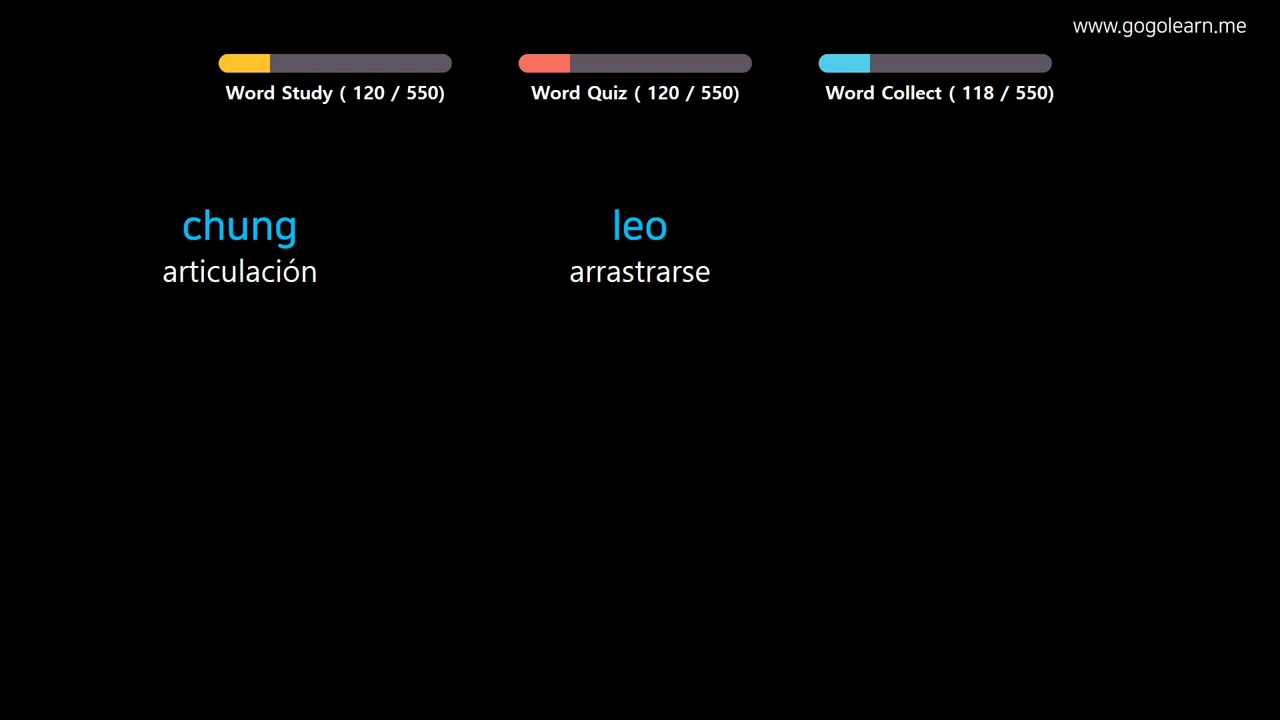 www.gogolearn.me
Word Study ( 120 / 550)
Word Quiz ( 120 / 550)
Word Collect ( 118 / 550)
chung
articulación
leo
arrastrarse